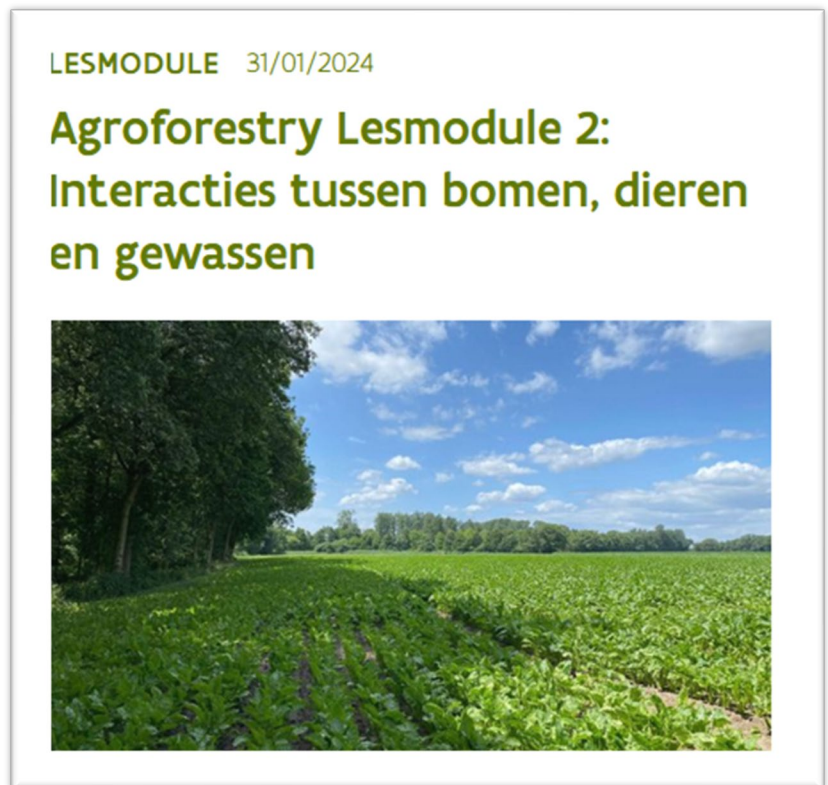 LESMODULE 31/01/2024
Agroforestry Lesmodule 2:
Interacties tussen bomen, dieren
en gewassen